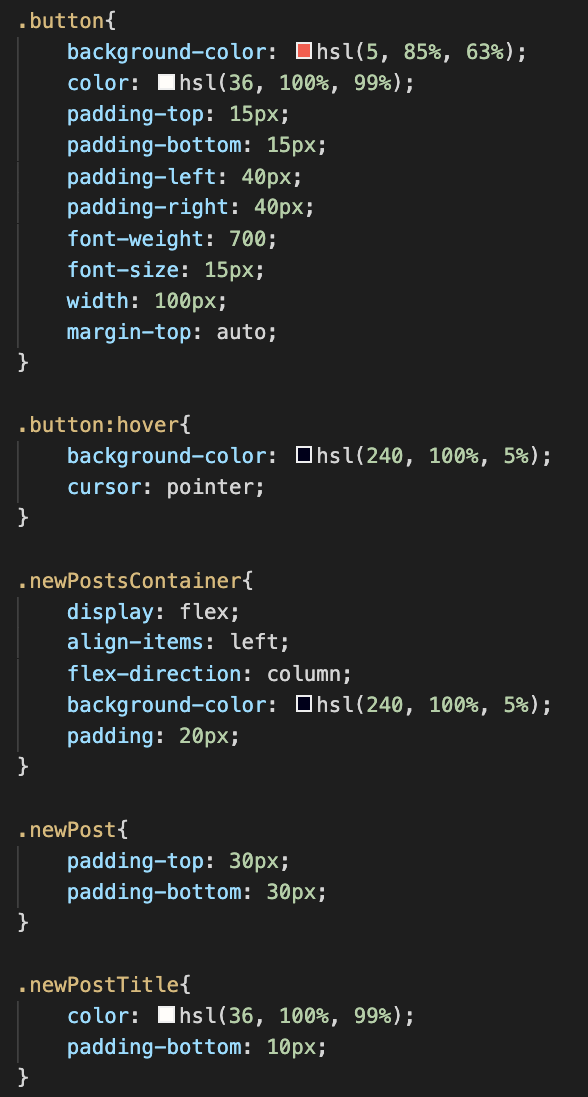 .button{
    background-color: hsl(5, 85%, 63%);
    color: hsl(36, 100%, 99%);
    padding-top: 15px;
    padding-bottom: 15px;
    padding-left: 40px;
    padding-right: 40px;
    font-weight: 700;
    font-size: 15px;
    width: 100px;
    margin-top: auto;
}

.button:hover{
    background-color: hsl(240, 100%, 5%);
    cursor: pointer;
}

.newPostsContainer{
    display: flex;
    align-items: left;
    flex-direction: column;
    background-color: hsl(240, 100%, 5%);
    padding: 20px;
}

.newPost{
    padding-top: 30px;
    padding-bottom: 30px;
}

.newPostTitle{
    color: hsl(36, 100%, 99%);
    padding-bottom: 10px;
}